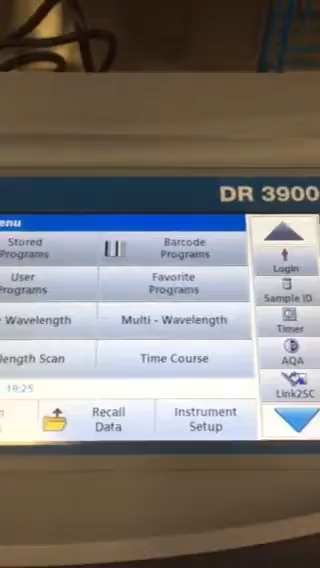 DR 3900
enu
Stored
Programs
Barcode
Programs
User
Programs
Favorite
Programs
Wavelength
Multi - Wavelength
length Scan
Time Course
19:25
Recall
Data
Instrument
Setup
Login
Sample ID
Timer
AQA
Link2SC